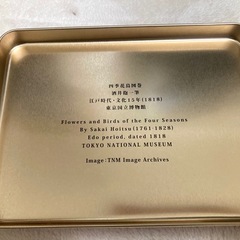 四季花鳥図巻
酒井抱一筆
江戸時代・文化15年(1818)
東京国立博物館
Flowers and Birds of the Four Seasons
By Sakai Hoitsu(1761-1828)
Edo period, dated 1818
TOKYO NATIONAL MUSEUM
Image:TNM Image Archives